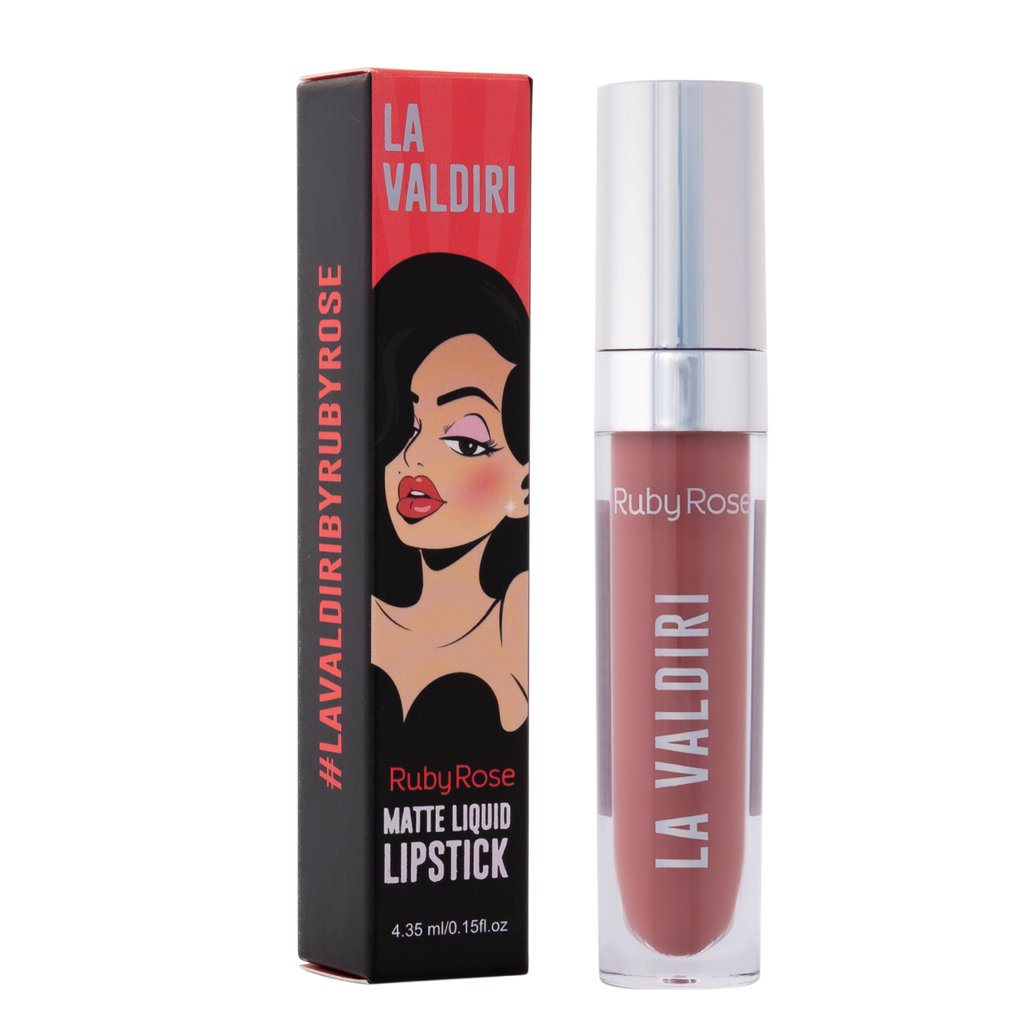 LA
VALDIRI
#LAVALDIRIBYRUBYROSE
RubyRose
MATTE LIQUID
LIPSTICK
4.35 ml/0.15fl.oz
RubyRose
LA VALDIRI